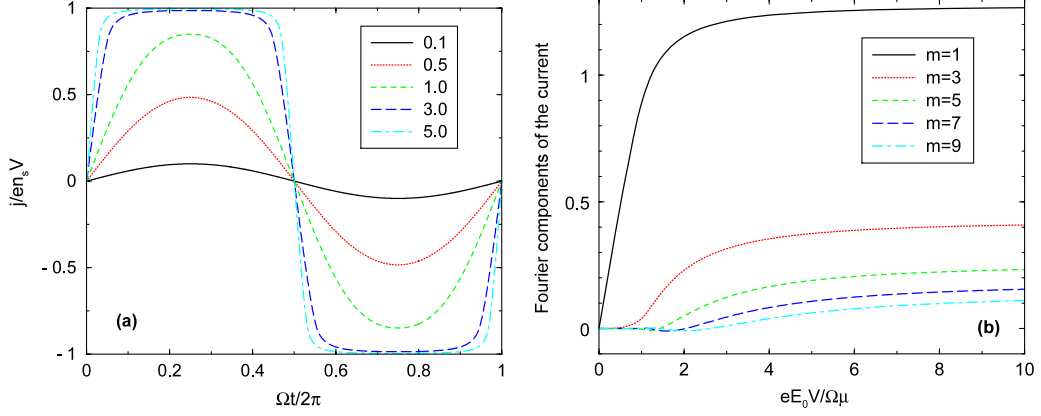 1
0.5
0
- 0.5
- 1
j/en_sV
0.1
0.5
1.0
3.0
5.0
(a)
0 0.2 0.4 0.6 0.8 1
Ωt/2π
Fourier components of the current
1
0.5
0
m=1
m=3
m=5
m=7
m=9
(b)
0 2 4 6 8 10
eE₀V/Ωμ